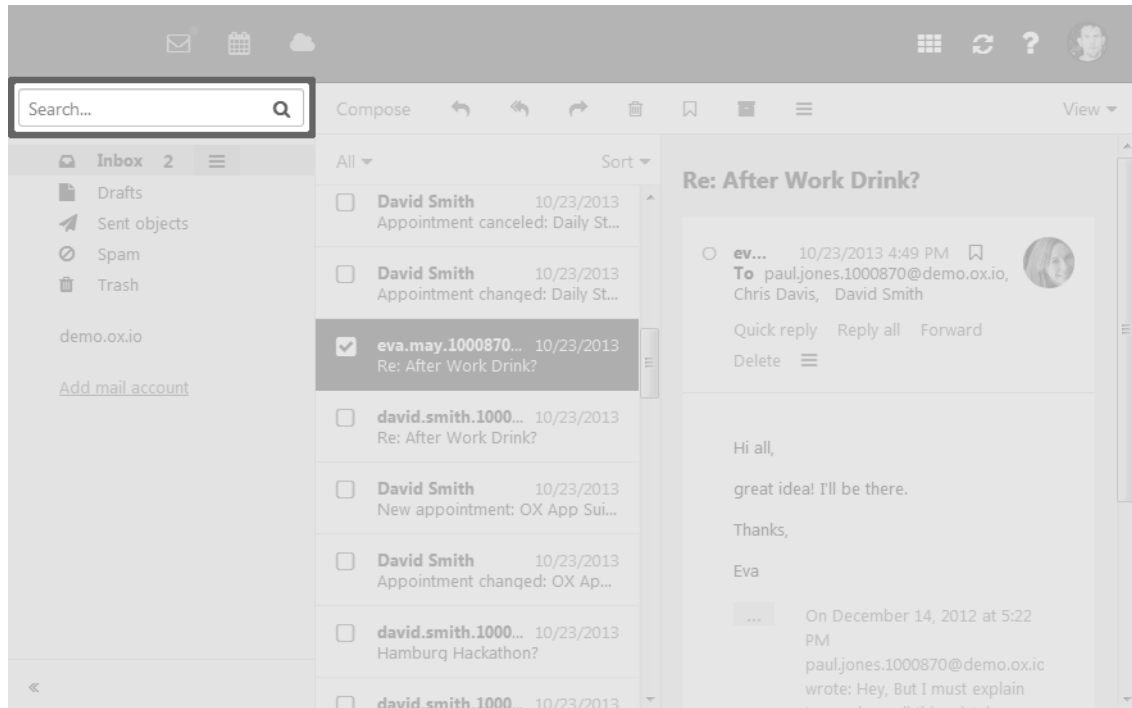 ?
Search...
Compose
View
Inbox 2
Drafts
Sent objects
Spam
Trash
demo.ox.io
Add mail account
All Sort
David Smith 10/23/2013
Appointment canceled: Daily St...
David Smith 10/23/2013
Appointment changed: Daily St...
eva.may.1000870... 10/23/2013
Re: After Work Drink?
david.smith.1000... 10/23/2013
Re: After Work Drink?
David Smith 10/23/2013
New appointment: OX App Sui...
David Smith 10/23/2013
Appointment changed: OX Ap...
david.smith.1000... 10/23/2013
Hamburg Hackathon?
david.smith.1000... 10/23/2013
Re: After Work Drink?
ev... 10/23/2013 4:49 PM
To paul.jones.1000870@demo.ox.io,
Chris Davis, David Smith
Quick reply Reply all Forward
Delete
Hi all,
great idea! I'll be there.
Thanks,
Eva
... On December 14, 2012 at 5:22
PM
paul.jones.1000870@demo.ox.ic
wrote: Hey, But I must explain